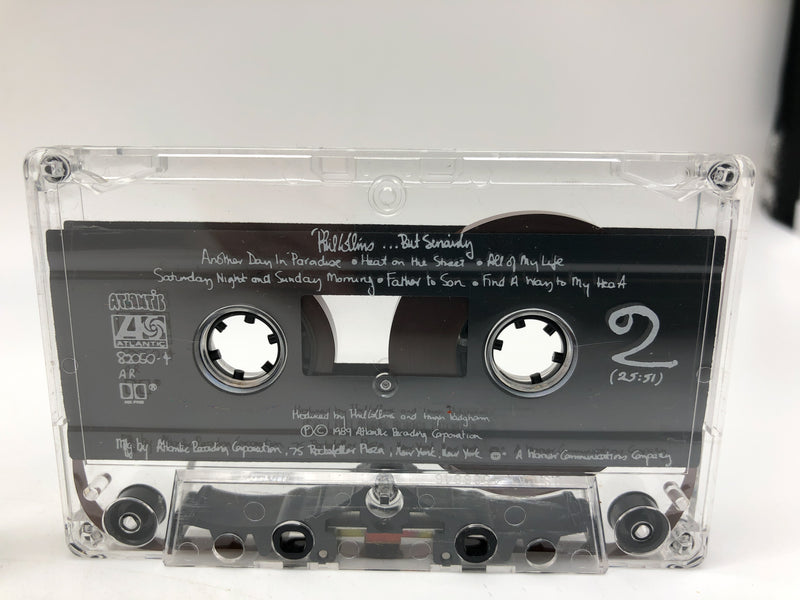 Phil Collins ...But Seriously
Another Day In Paradise • Heat on the Street • All of My Life
Saturday Night and Sunday Morning • Father to Son • Find A Way to My Heart
ATLANTIC
ATLANTIC
82050-4
AR
2
(25:51)
Produced by Phil Collins and Hugh Padgham
℗ © 1989 Atlantic Recording Corporation
Mfg. by Atlantic Recording Corporation, 75 Rockefeller Plaza, New York, New York • A Warner Communications Company